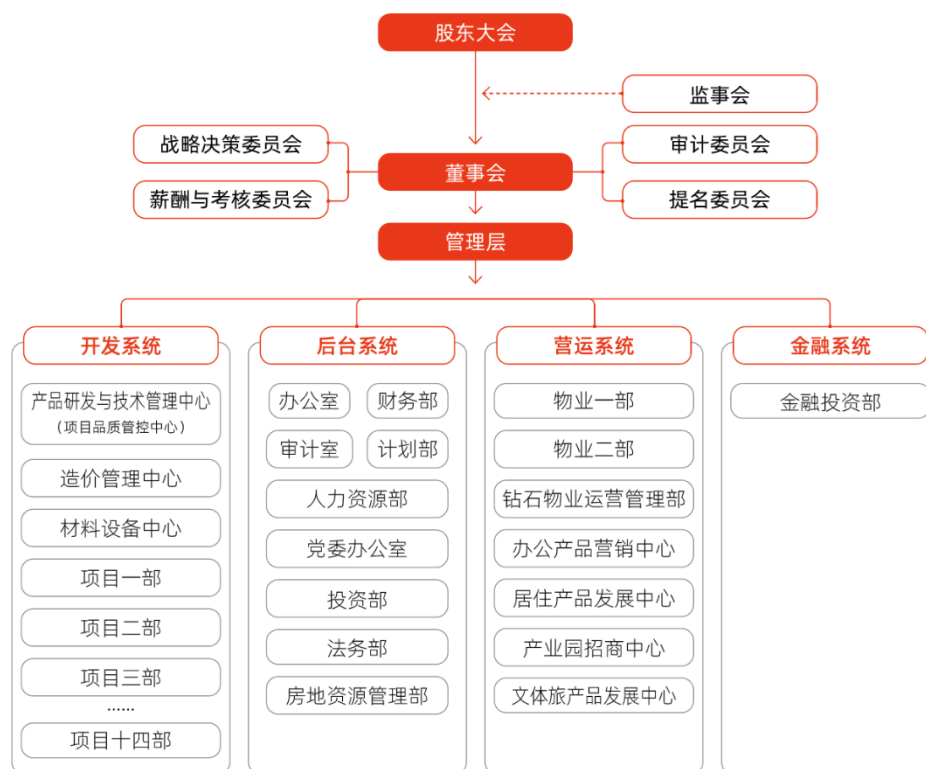 股东大会
监事会
战略决策委员会
审计委员会
董事会
薪酬与考核委员会
提名委员会
管理层
开发系统
产品研发与技术管理中心
(项目品质管控中心)
造价管理中心
材料设备中心
项目一部
项目二部
项目三部
······
项目十四部
后台系统
办公室
财务部
审计室
计划部
人力资源部
党委办公室
投资部
法务部
房地资源管理部
营运系统
物业一部
物业二部
钻石物业运营管理部
办公产品营销中心
居住产品发展中心
产业园招商中心
文体旅产品发展中心
金融系统
金融投资部